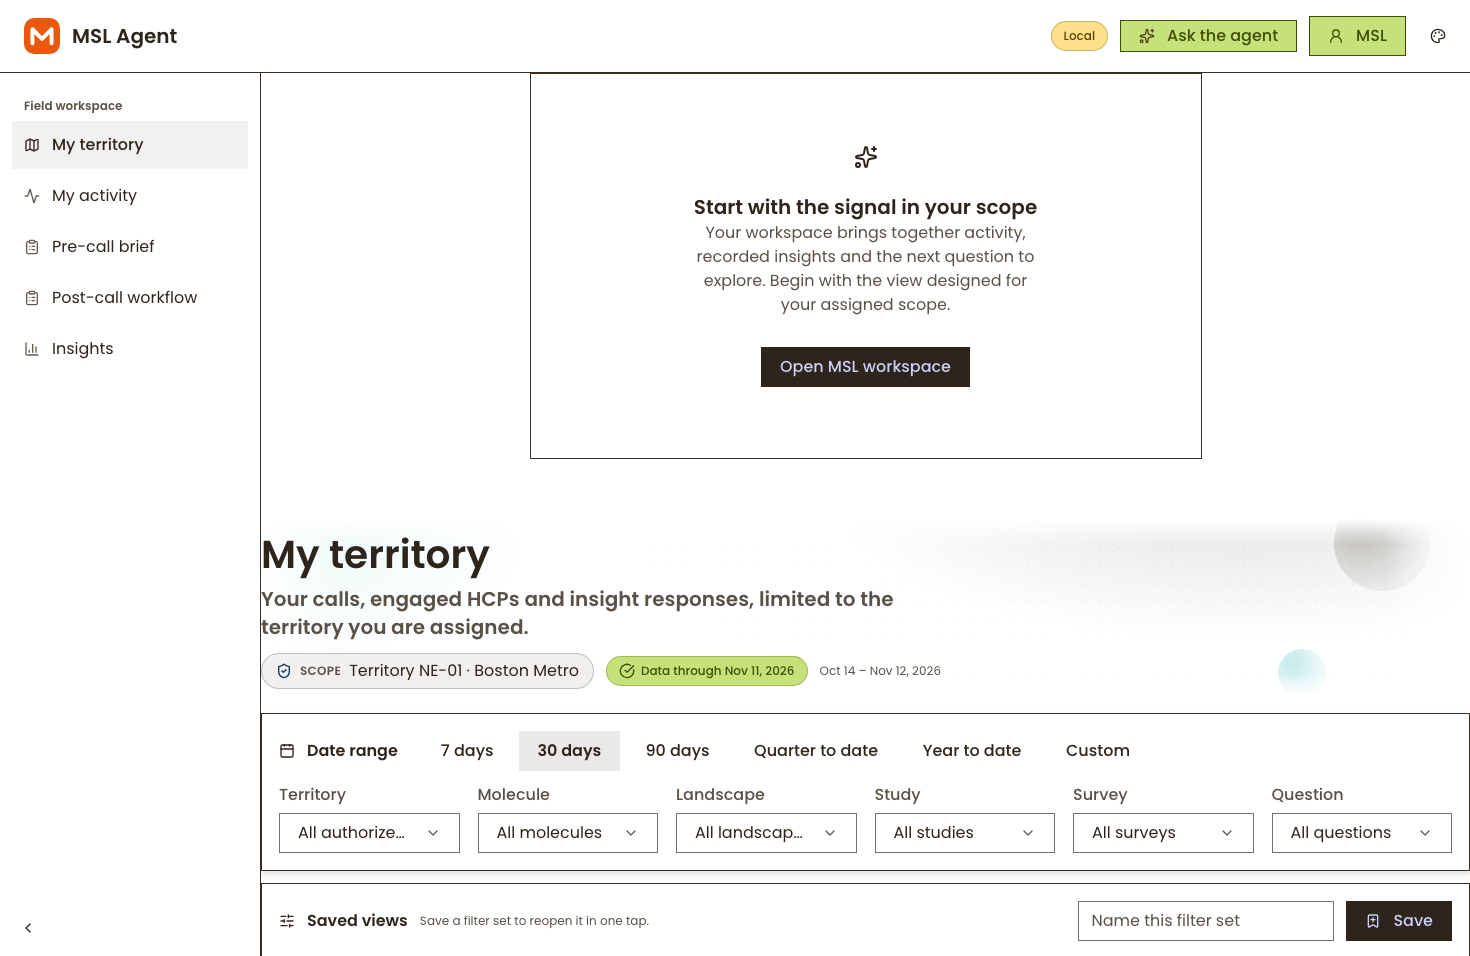 MSL Agent
Local
Ask the agent
MSL
Field workspace
My territory
My activity
Pre-call brief
Post-call workflow
Insights
Start with the signal in your scope
Your workspace brings together activity,
recorded insights and the next question to
explore. Begin with the view designed for
your assigned scope.
Open MSL workspace
My territory
Your calls, engaged HCPs and insight responses, limited to the
territory you are assigned.
SCOPE Territory NE-01 · Boston Metro
Data through Nov 11, 2026
Oct 14 – Nov 12, 2026
Date range
7 days
30 days
90 days
Quarter to date
Year to date
Custom
Territory
Molecule
Landscape
Study
Survey
Question
All authorize...
All molecules
All landscap...
All studies
All surveys
All questions
Saved views
Save a filter set to reopen it in one tap.
Name this filter set
Save